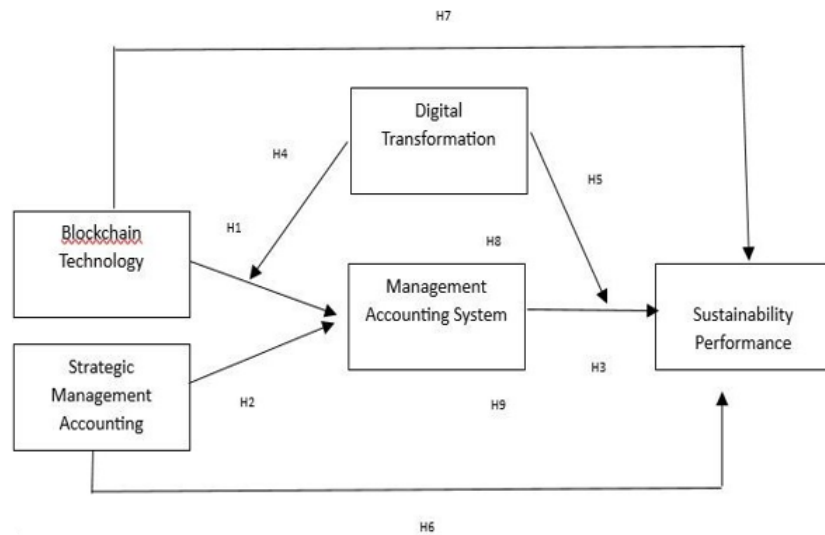 H7
Digital
Transformation
H4
H5
Blockchain
Technology
H1
H8
Management
Accounting System
Sustainability
Performance
Strategic
Management
Accounting
H2
H3
H9
H6